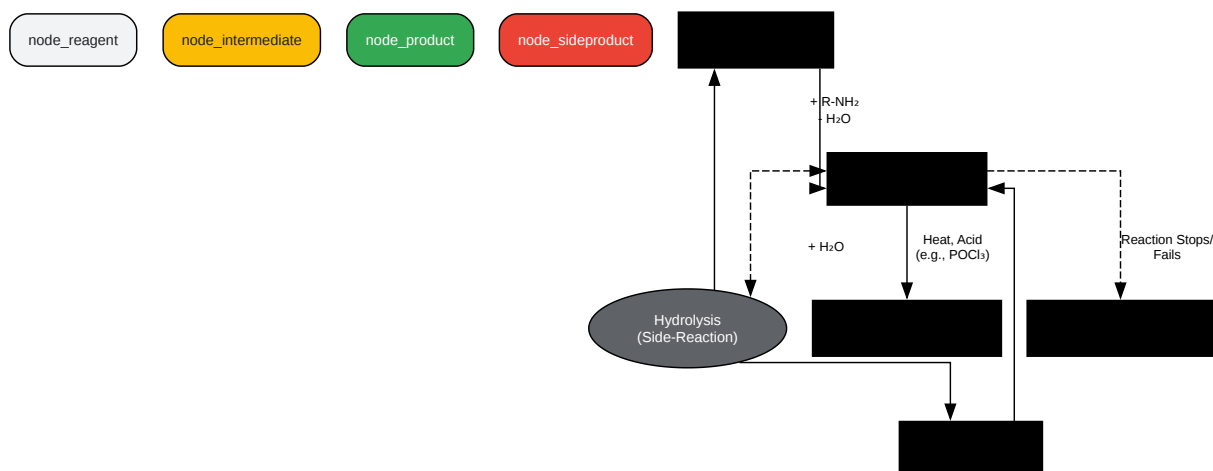 node_reagent
node_intermediate
node_product
node_sideproduct
+ R-NH₂
- H₂O
+ H₂O
Heat, Acid
(e.g., POCl₃)
Reaction Stops/
Fails
Hydrolysis
(Side-Reaction)